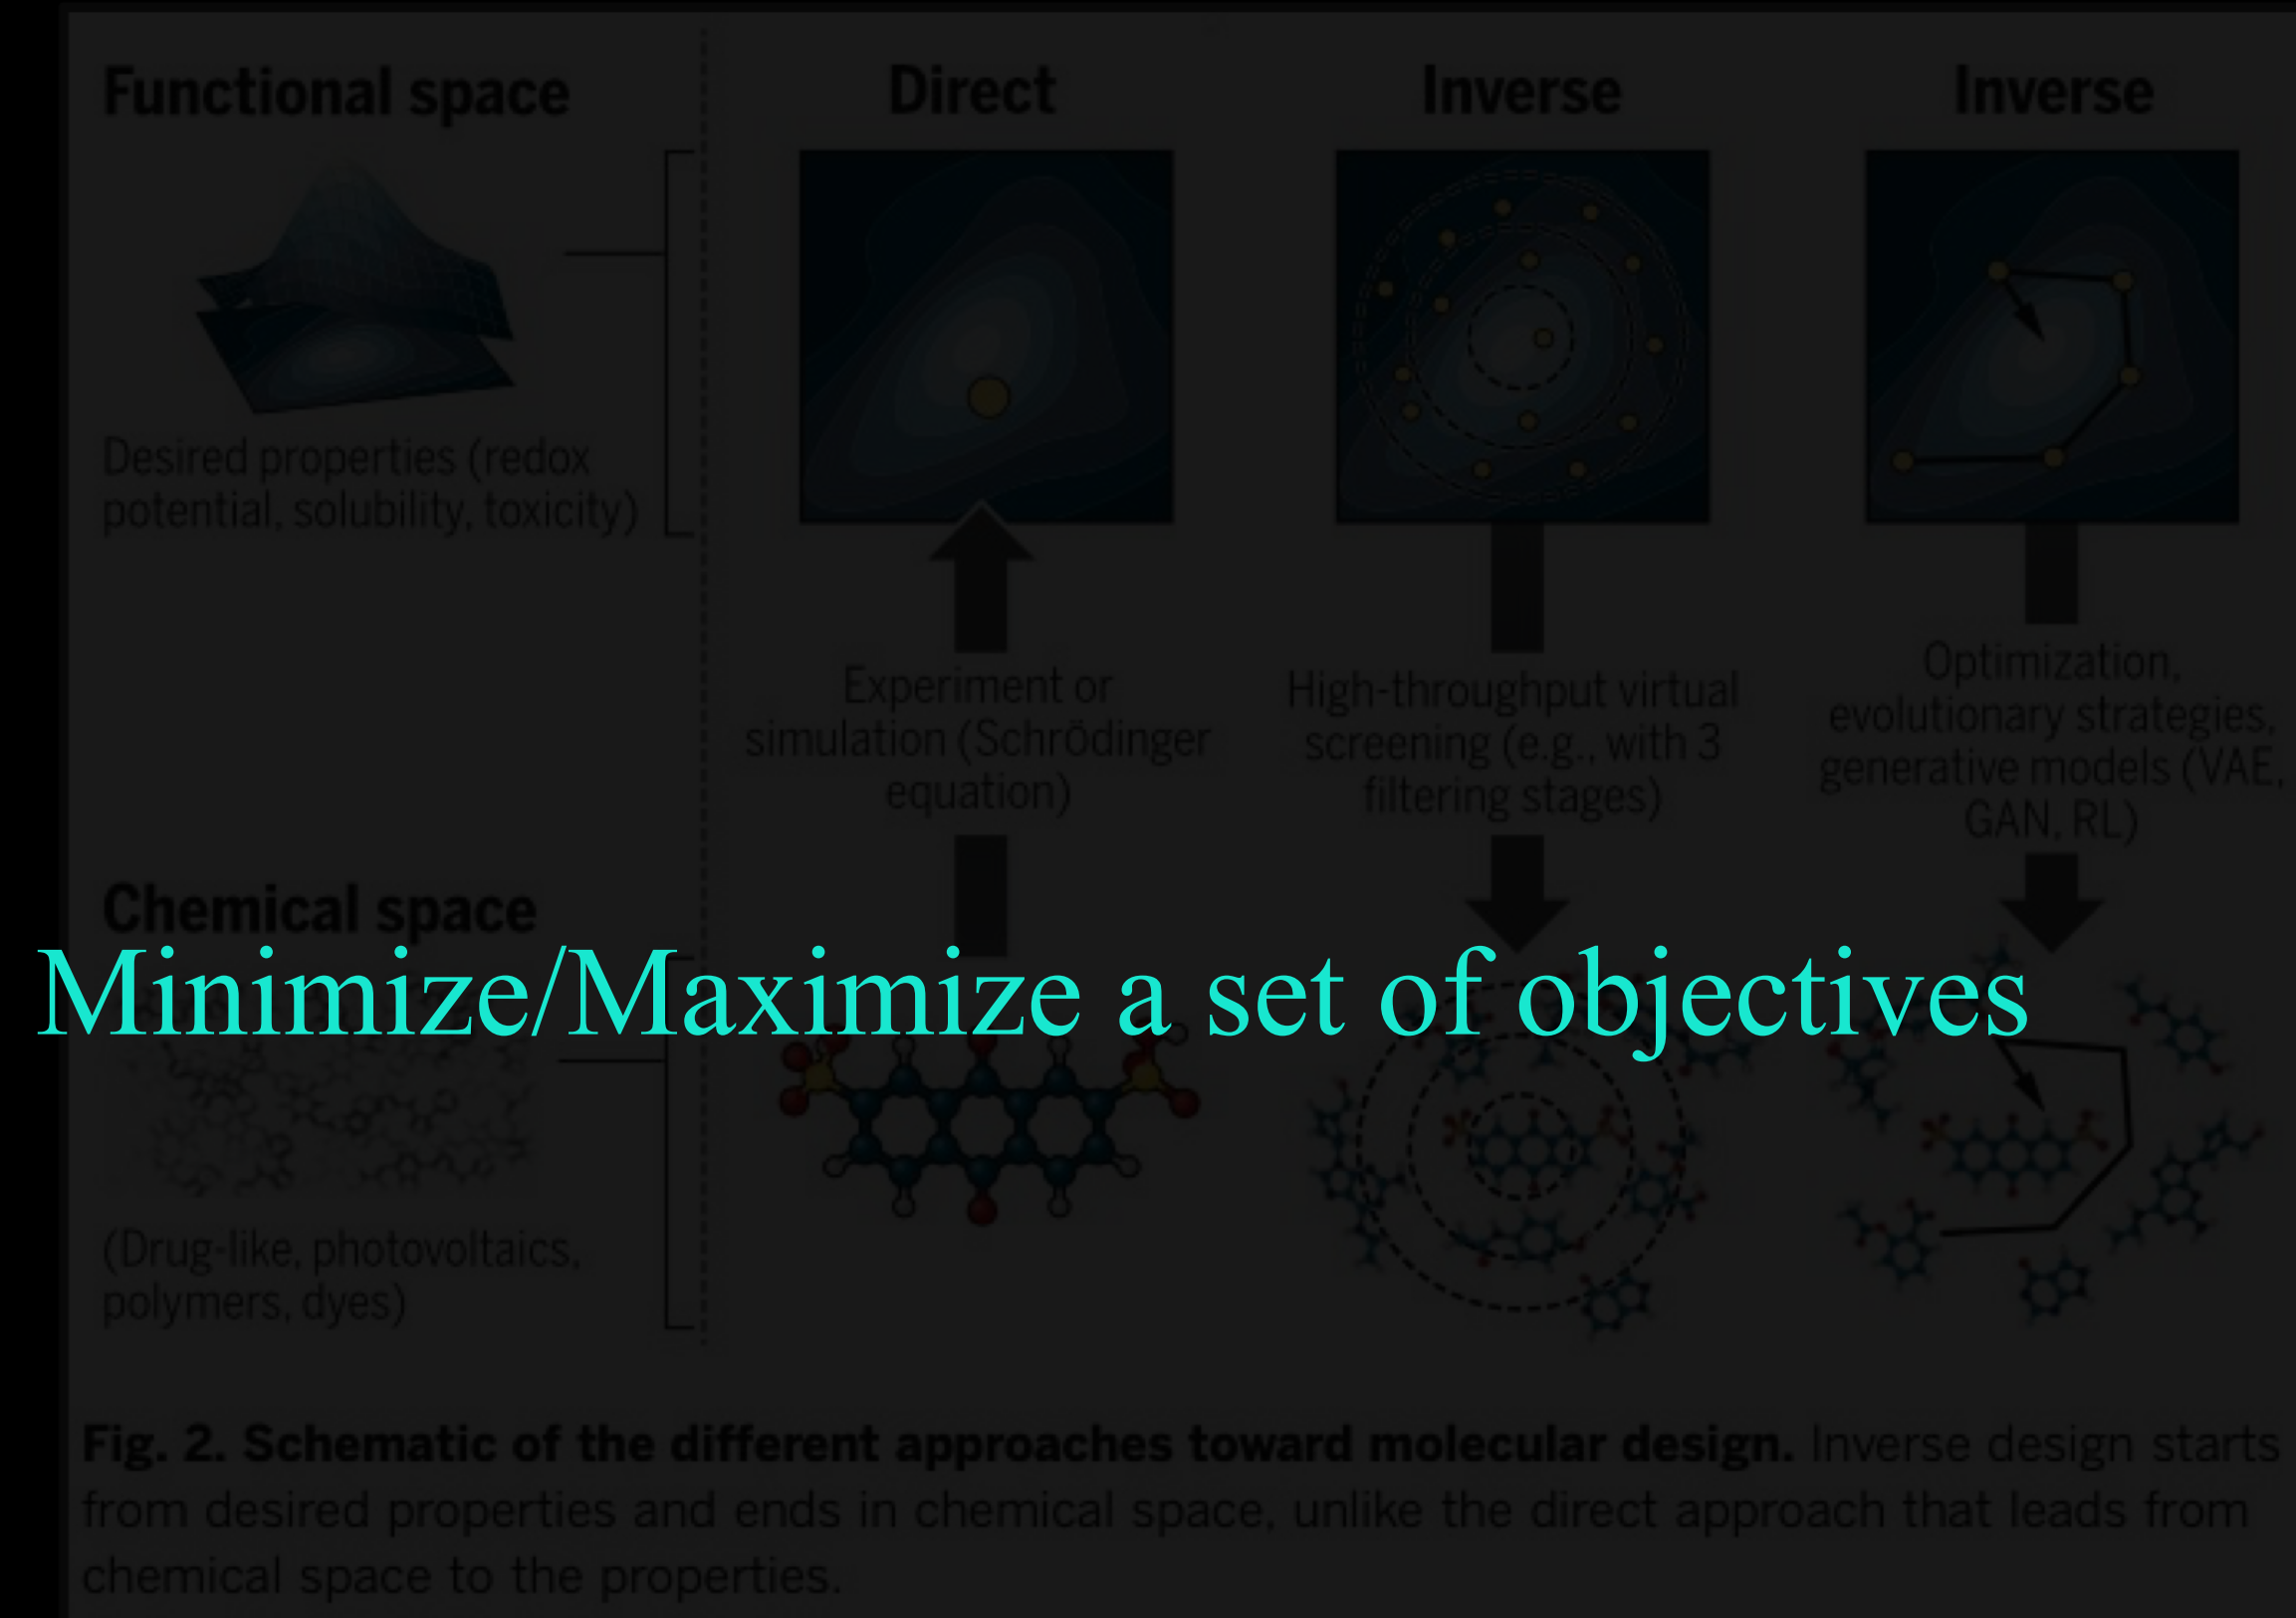 Functional space
Desired properties (redox
potential, solubility, toxicity)
Chemical space
(Drug-like, photovoltaics,
polymers, dyes)
Direct
Experiment or
simulation (Schrödinger
equation)
Inverse
High-throughput virtual
screening (e.g., with 3
filtering stages)
Inverse
Optimization,
evolutionary strategies,
generative models (VAE,
GAN, RL)
Minimize/Maximize a set of objectives
Fig. 2. Schematic of the different approaches toward molecular design. Inverse design starts
from desired properties and ends in chemical space, unlike the direct approach that leads from
chemical space to the properties.